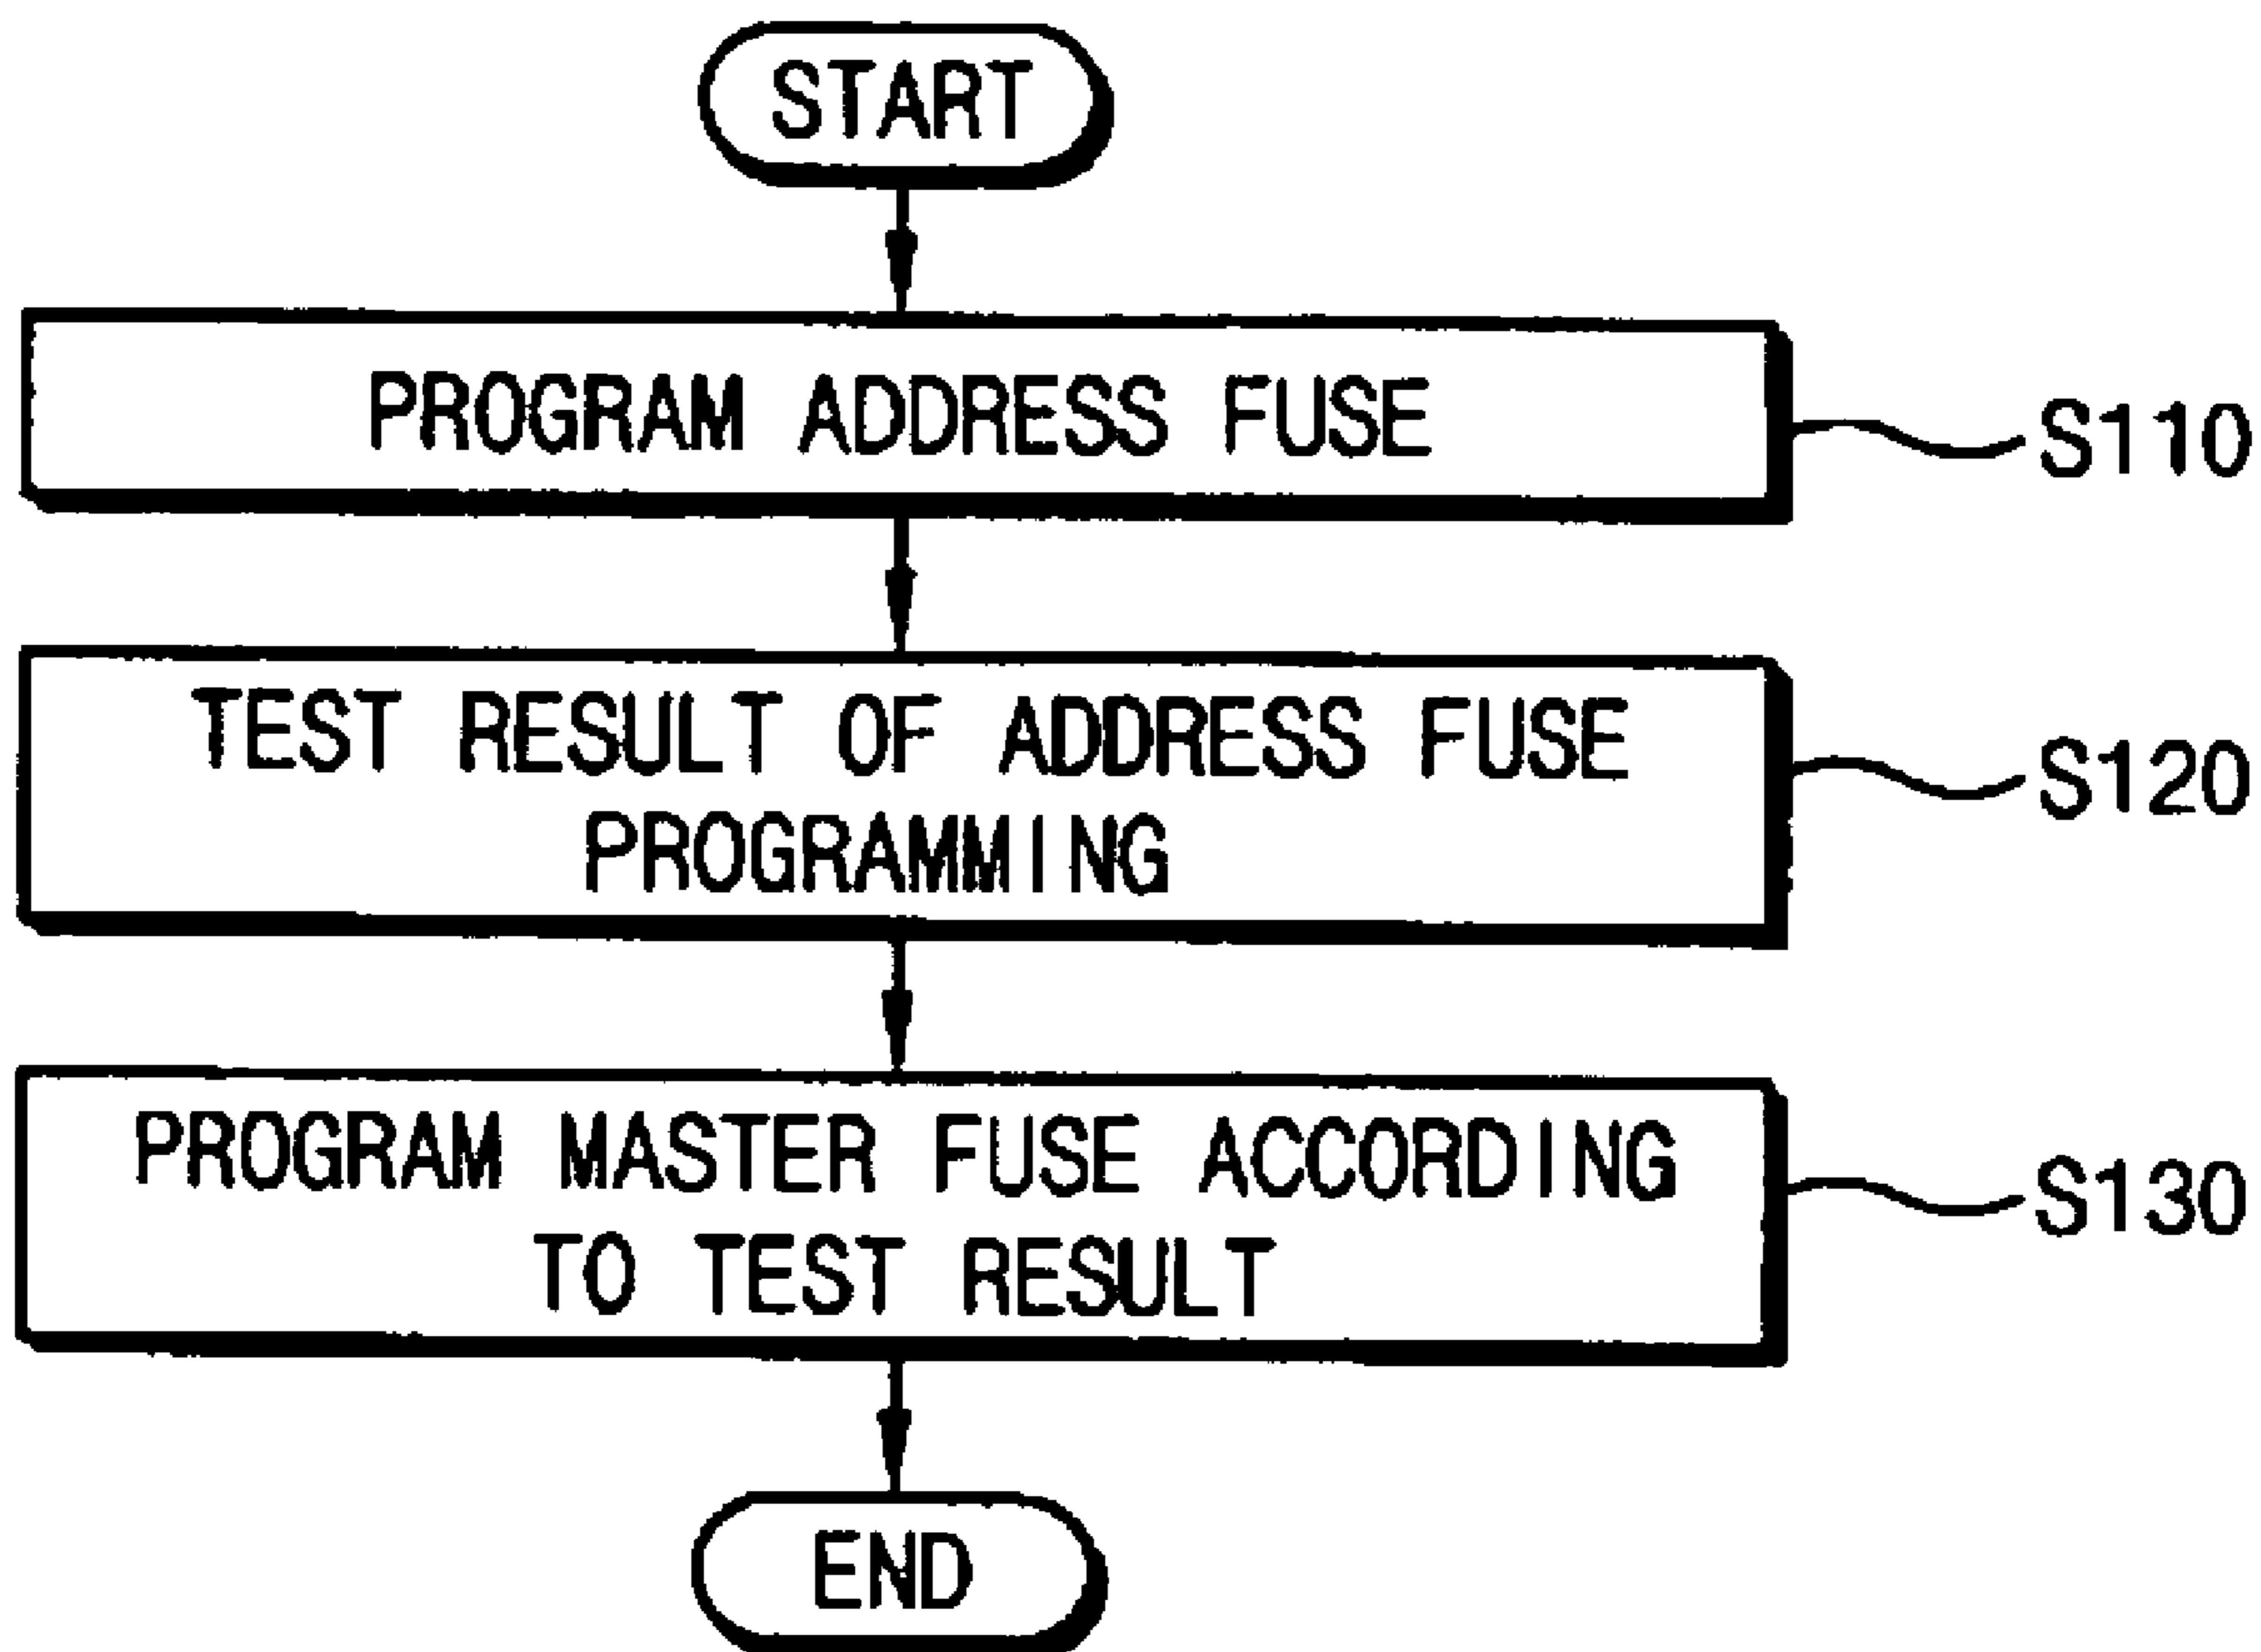 START
PROGRAM ADDRESS FUSE
S110
TEST RESULT OF ADDRESS FUSE
PROGRAMMING
S120
PROGRAM MASTER FUSE ACCORDING
TO TEST RESULT
S130
END